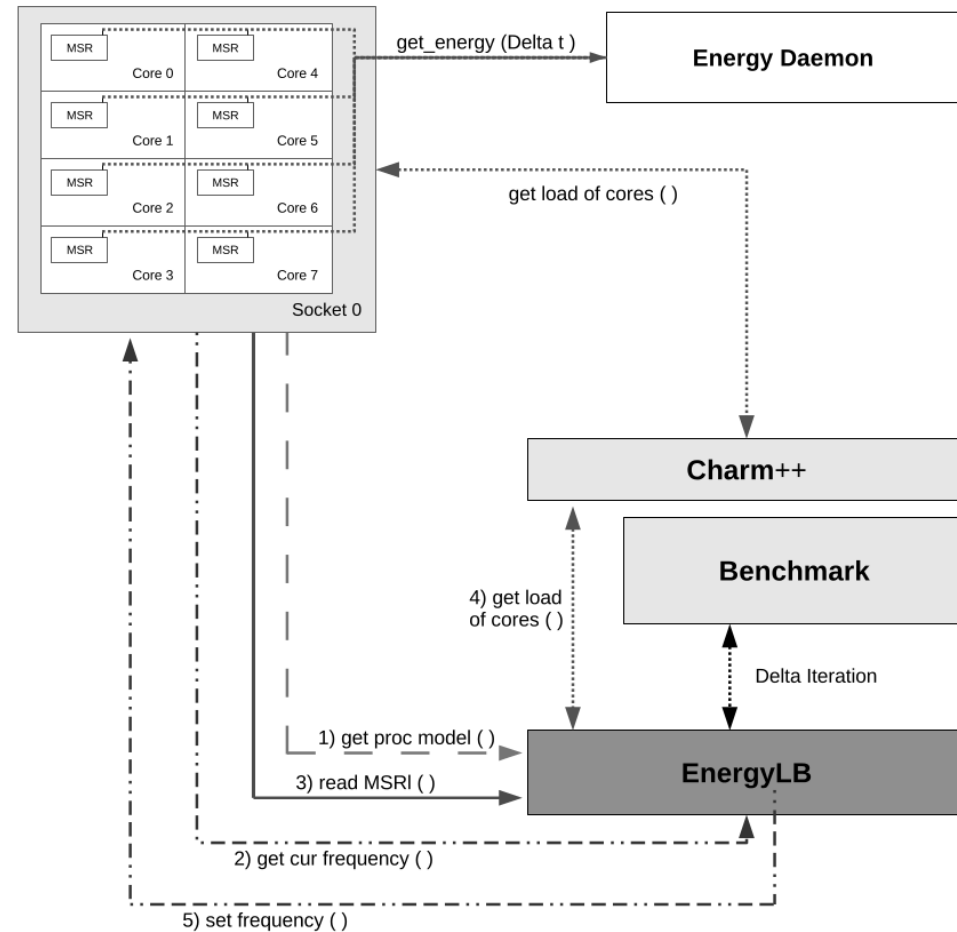 MSR
Core 0
MSR
Core 4
MSR
Core 1
MSR
Core 5
MSR
Core 2
MSR
Core 6
MSR
Core 3
MSR
Core 7
Socket 0
get_energy (Delta t )
Energy Daemon
get load of cores ( )
Charm++
Benchmark
4) get load
of cores ( )
Delta Iteration
1) get proc model ( )
EnergyLB
3) read MSRl ( )
2) get cur frequency ( )
5) set frequency ( )